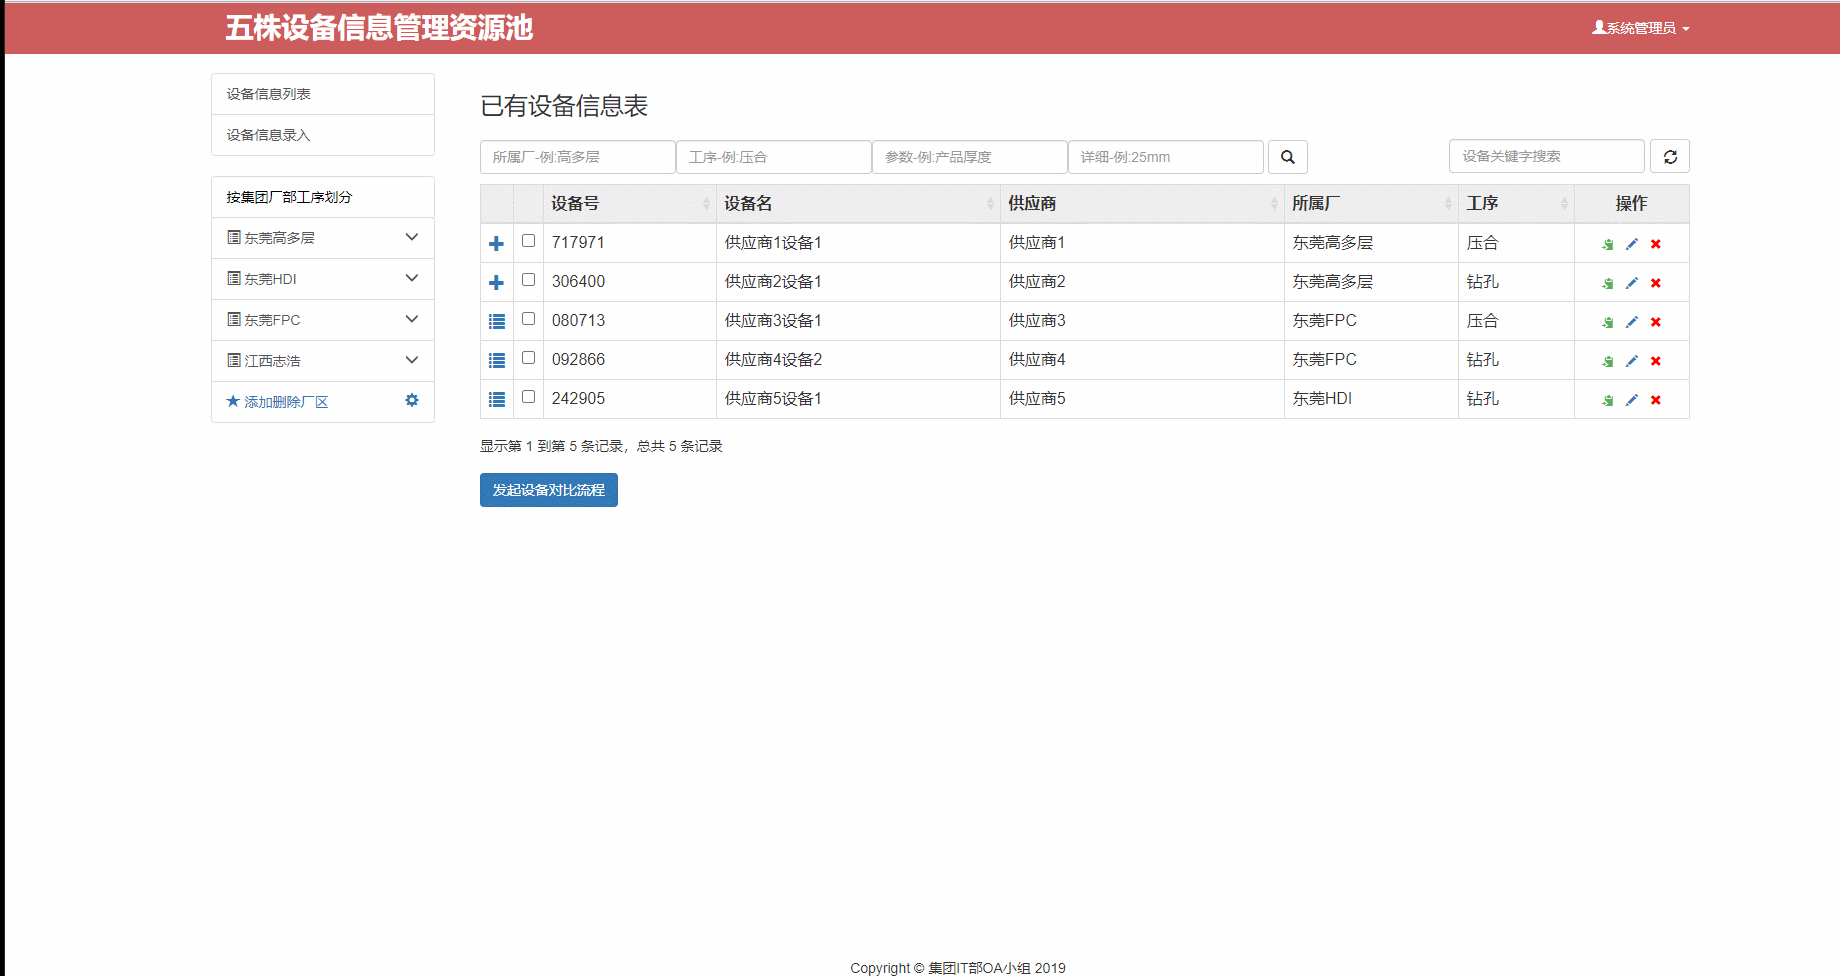 五株设备信息管理资源池
系统管理员
设备信息列表
设备信息录入
按集团厂部工序划分
东莞高多层
东莞HDI
东莞FPC
江西志浩
添加删除厂区
已有设备信息表
所属厂-例:高多层 工序-例:压合 参数-例:产品厚度 详细-例:25mm 设备关键字搜索
设备号 设备名 供应商 所属厂 工序 操作
717971 供应商1设备1 供应商1 东莞高多层 压合
306400 供应商2设备1 供应商2 东莞高多层 钻孔
080713 供应商3设备1 供应商3 东莞FPC 压合
092866 供应商4设备2 供应商4 东莞FPC 钻孔
242905 供应商5设备1 供应商5 东莞HDI 钻孔
显示第 1 到第 5 条记录，总共 5 条记录
发起设备对比流程
Copyright © 集团IT部OA小组 2019